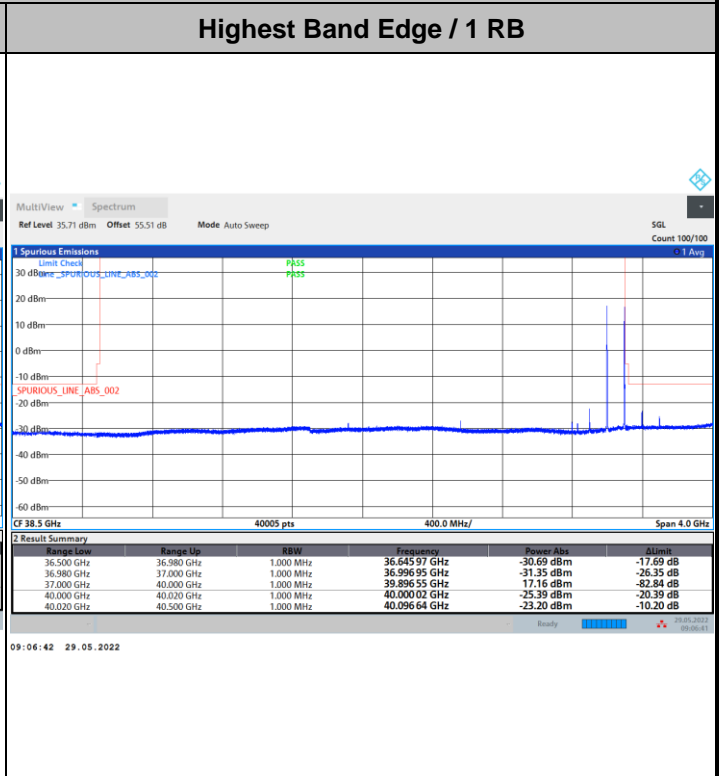 Highest Band Edge / 1 RB
MultiView Spectrum
Ref Level 35.71 dBm Offset 55.51 dB Mode Auto Sweep SGL
Count 100/100
1 Spurious Emissions 1 Avg
Limit Check PASS
30 dBm Line _SPURIOUS_LINE_ABS_002 PASS
20 dBm
10 dBm
0 dBm
-10 dBm
_SPURIOUS_LINE_ABS_002
-20 dBm
-30 dBm
-40 dBm
-50 dBm
-60 dBm
CF 38.5 GHz 40005 pts 400.0 MHz/ Span 4.0 GHz
2 Result Summary
Range Low Range Up RBW Frequency Power Abs ΔLimit
36.500 GHz 36.980 GHz 1.000 MHz 36.645 97 GHz -30.69 dBm -17.69 dB
36.980 GHz 37.000 GHz 1.000 MHz 36.996 95 GHz -31.35 dBm -26.35 dB
37.000 GHz 40.000 GHz 1.000 MHz 39.896 55 GHz 17.16 dBm -82.84 dB
40.000 GHz 40.020 GHz 1.000 MHz 40.000 02 GHz -25.39 dBm -20.39 dB
40.020 GHz 40.500 GHz 1.000 MHz 40.096 64 GHz -23.20 dBm -10.20 dB
Ready 29.05.2022
09:06:41
09:06:42 29.05.2022